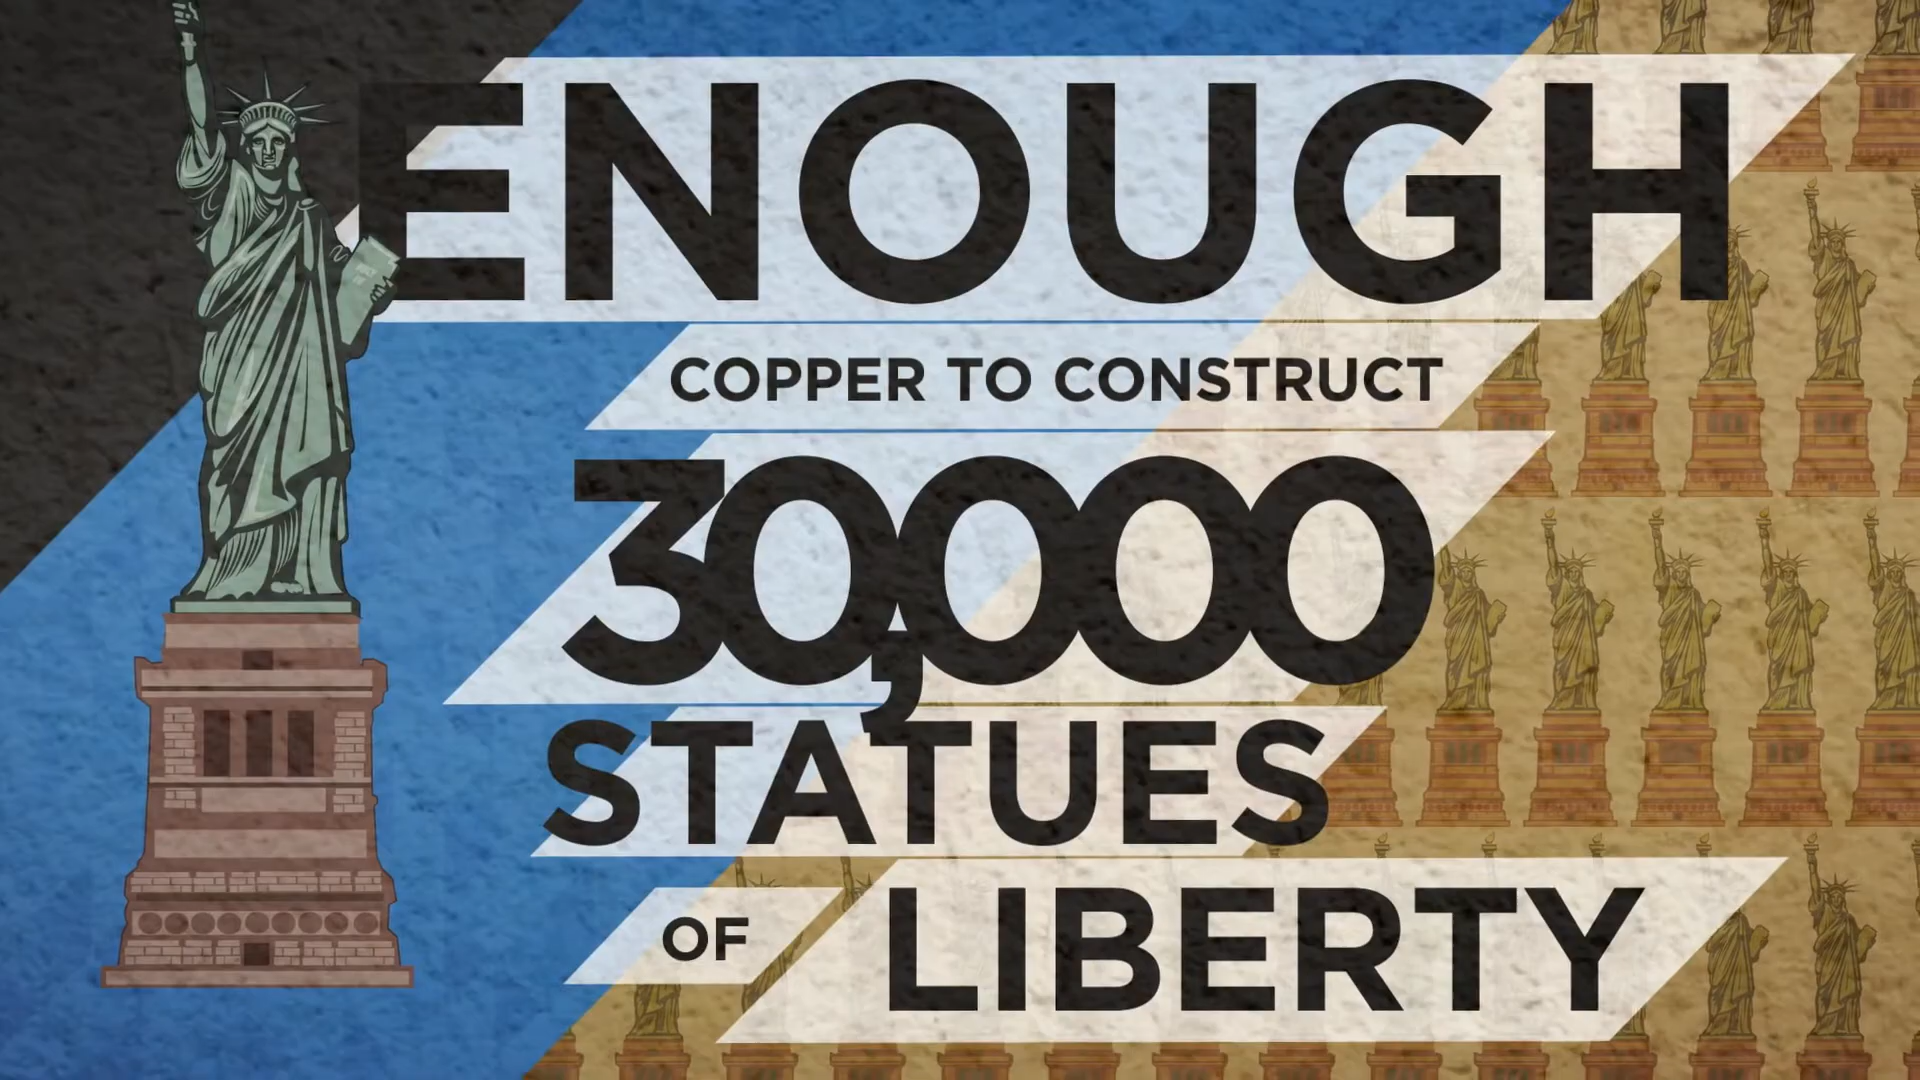 ENOUGH
COPPER TO CONSTRUCT
30,000
STATUES
OF LIBERTY